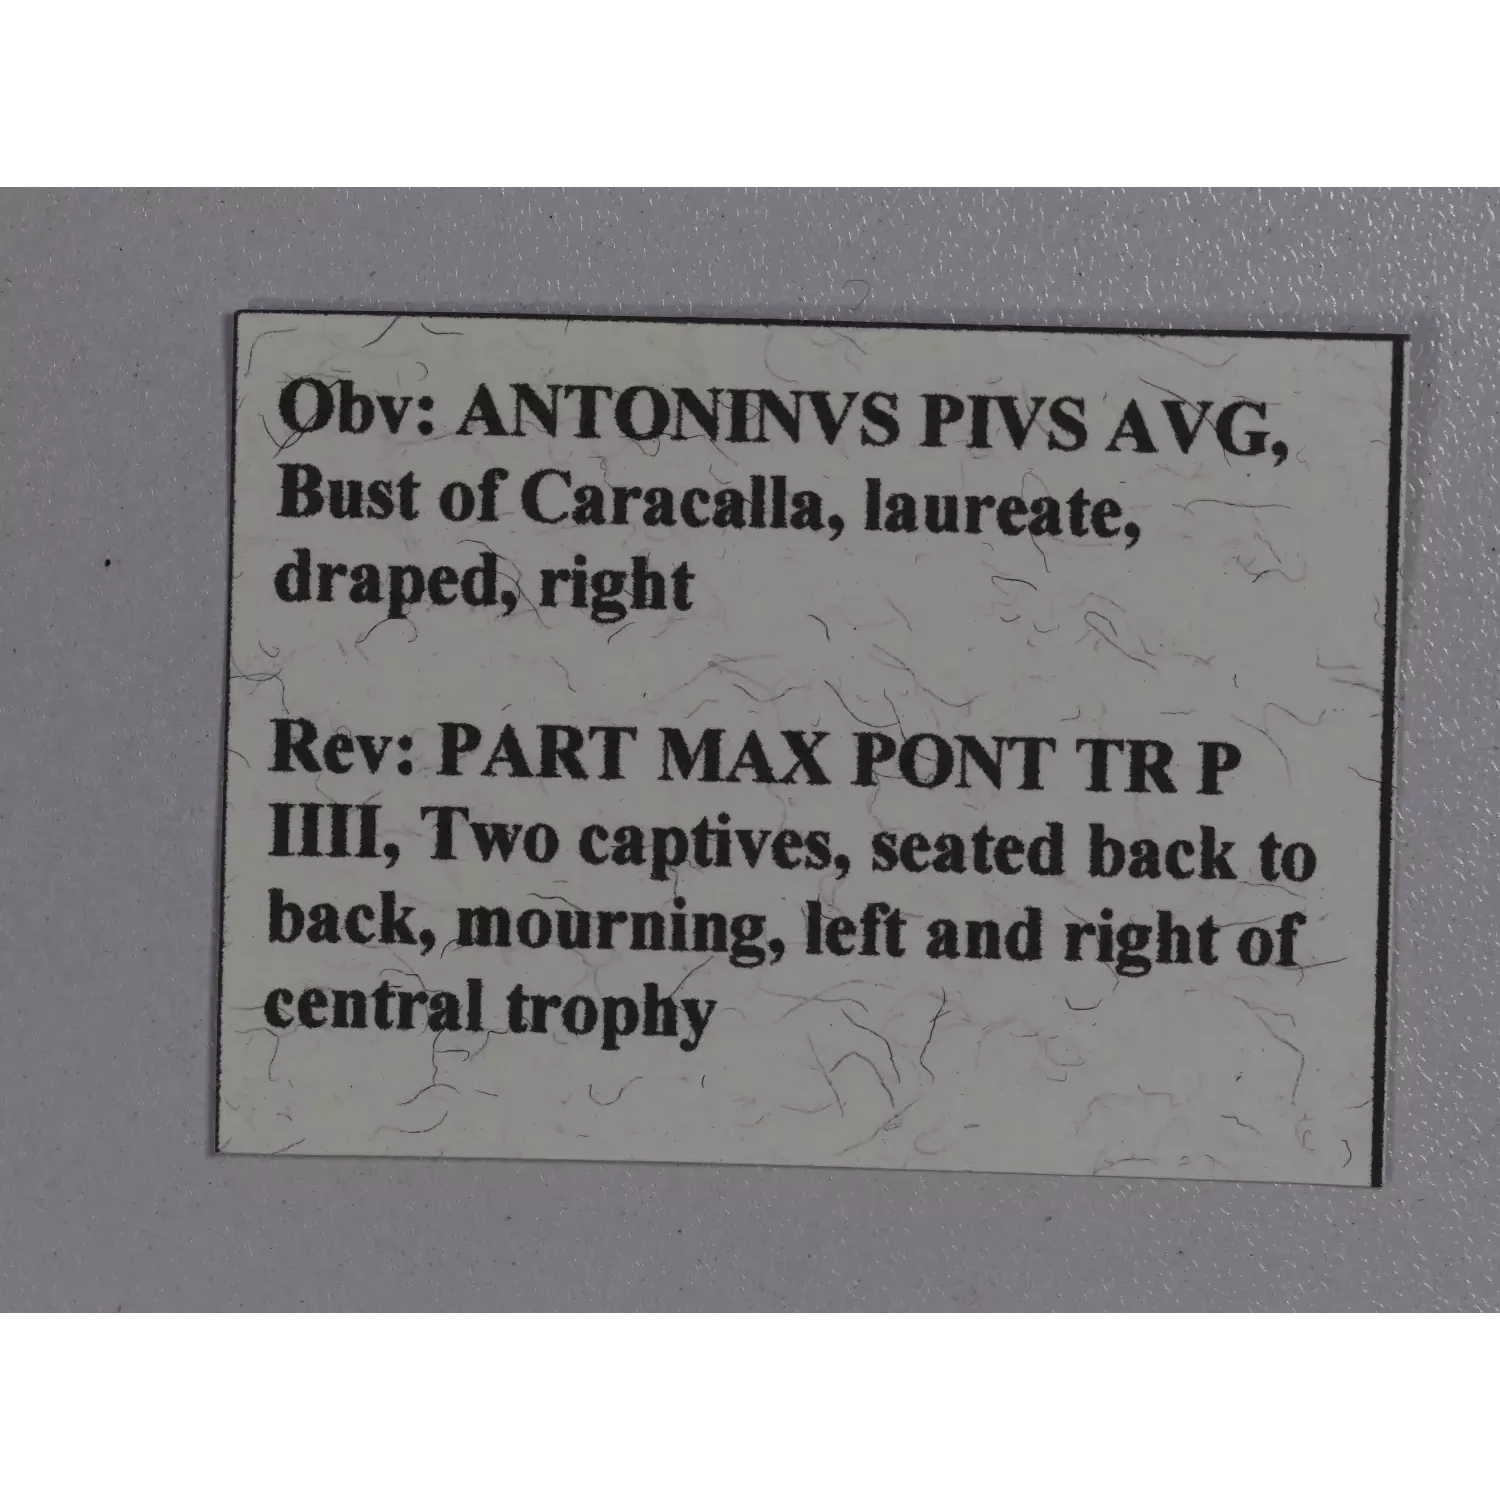 Obv: ANTONINVS PIVS AVG,
Bust of Caracalla, laureate,
draped, right
Rev: PART MAX PONT TR P
IIII, Two captives, seated back to
back, mourning, left and right of
central trophy